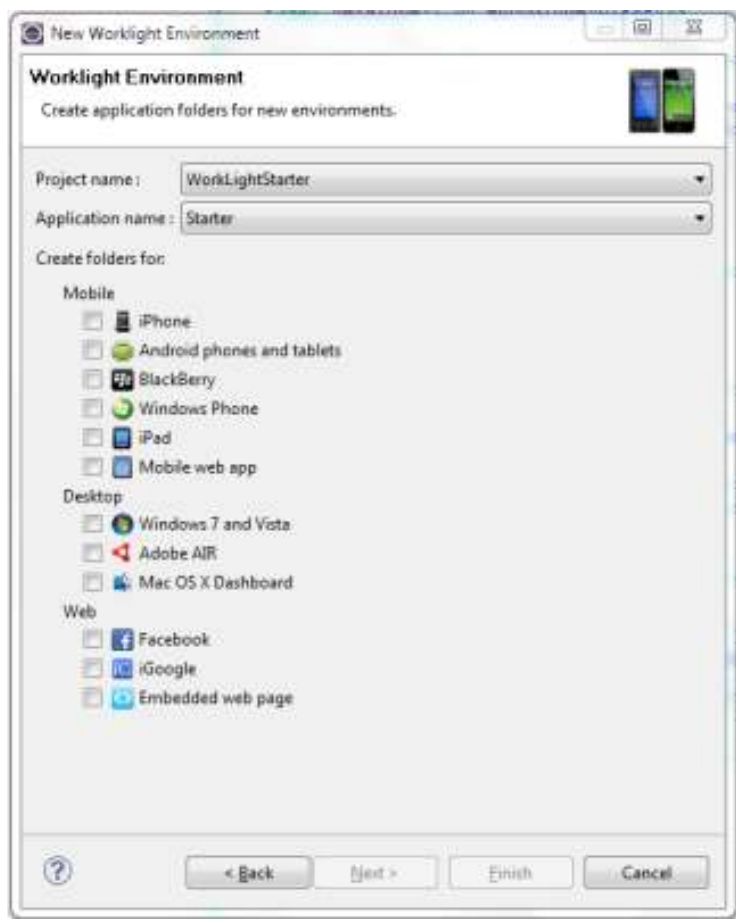 New Worklight Environment
Worklight Environment
Create application folders for new environments.
Project name :
WorkLightStarter
Application name :
Starter
Create folders for:
Mobile
iPhone
Android phones and tablets
BlackBerry
Windows Phone
iPad
Mobile web app
Desktop
Windows 7 and Vista
Adobe AIR
Mac OS X Dashboard
Web
Facebook
iGoogle
Embedded web page
?
< Back
Next >
Finish
Cancel